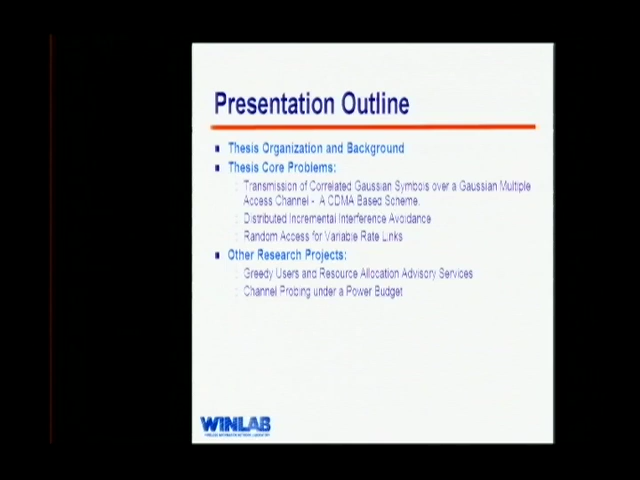 Presentation Outline
Thesis Organization and Background
Thesis Core Problems:
Transmission of Correlated Gaussian Symbols over a Gaussian Multiple
Access Channel - A CDMA Based Scheme.
Distributed Incremental Interference Avoidance
Random Access for Variable Rate Links
Other Research Projects:
Greedy Users and Resource Allocation Advisory Services
Channel Probing under a Power Budget
WINLAB